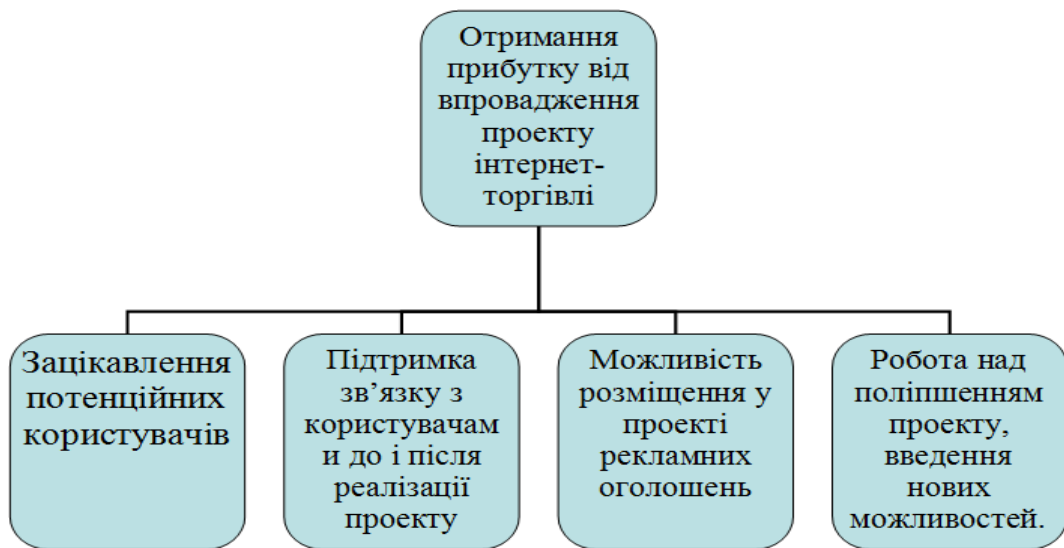 Отримання
прибутку від
впровадження
проекту
інтернет-
торгівлі
Зацікавлення
потенційних
користувачів
Підтримка
зв’язку з
користувачам
и до і після
реалізації
проекту
Можливість
розміщення у
проекті
рекламних
оголошень
Робота над
поліпшенням
проекту,
введення
нових
можливостей.